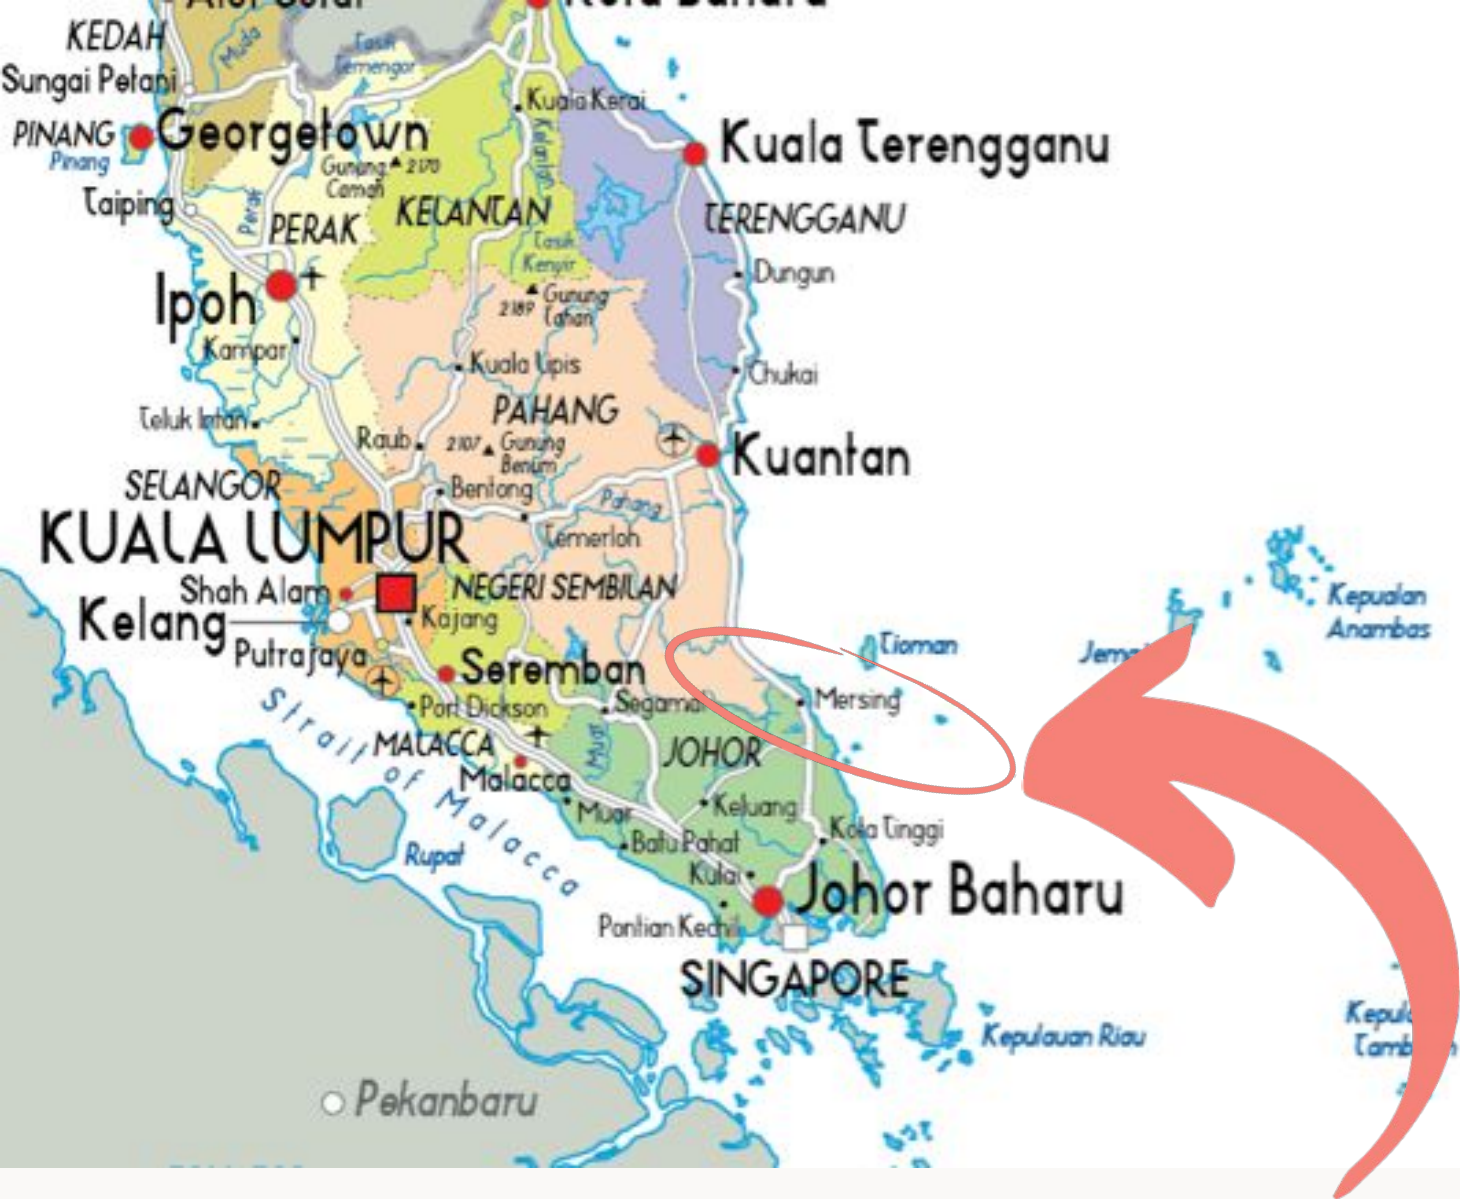 KEDAH
Muda
Tasik
Temengor
Sungai Petani
Kuala Kerai
PINANG
Georgetown
Pinang
Kuala Terengganu
Gunung
Camah
2170
Kelantan
Taiping
Perak
PERAK
KELANTAN
TERENGGANU
Tasik
Kenyir
Dungun
Ipoh
2189
Gunung
Tahan
Kampar
Kuala Lipis
Chukai
Teluk Intan
PAHANG
Raub
2107
Gunung
Benum
Kuantan
SELANGOR
Bentong
Pahang
KUALA LUMPUR
Temerloh
Shah Alam
NEGERI SEMBILAN
Kepualan
Anambas
Kelang
Kajang
Putrajaya
Tioman
Seremban
Port Dickson
Segamat
Mersing
Strait of Malacca
MALACCA
Muar
JOHOR
Malacca
Muar
Keluang
Batu Pahat
Kota Tinggi
Rupat
Kulai
Johor Baharu
Pontian Kechil
SINGAPORE
Kepulauan Riau
Pekanbaru